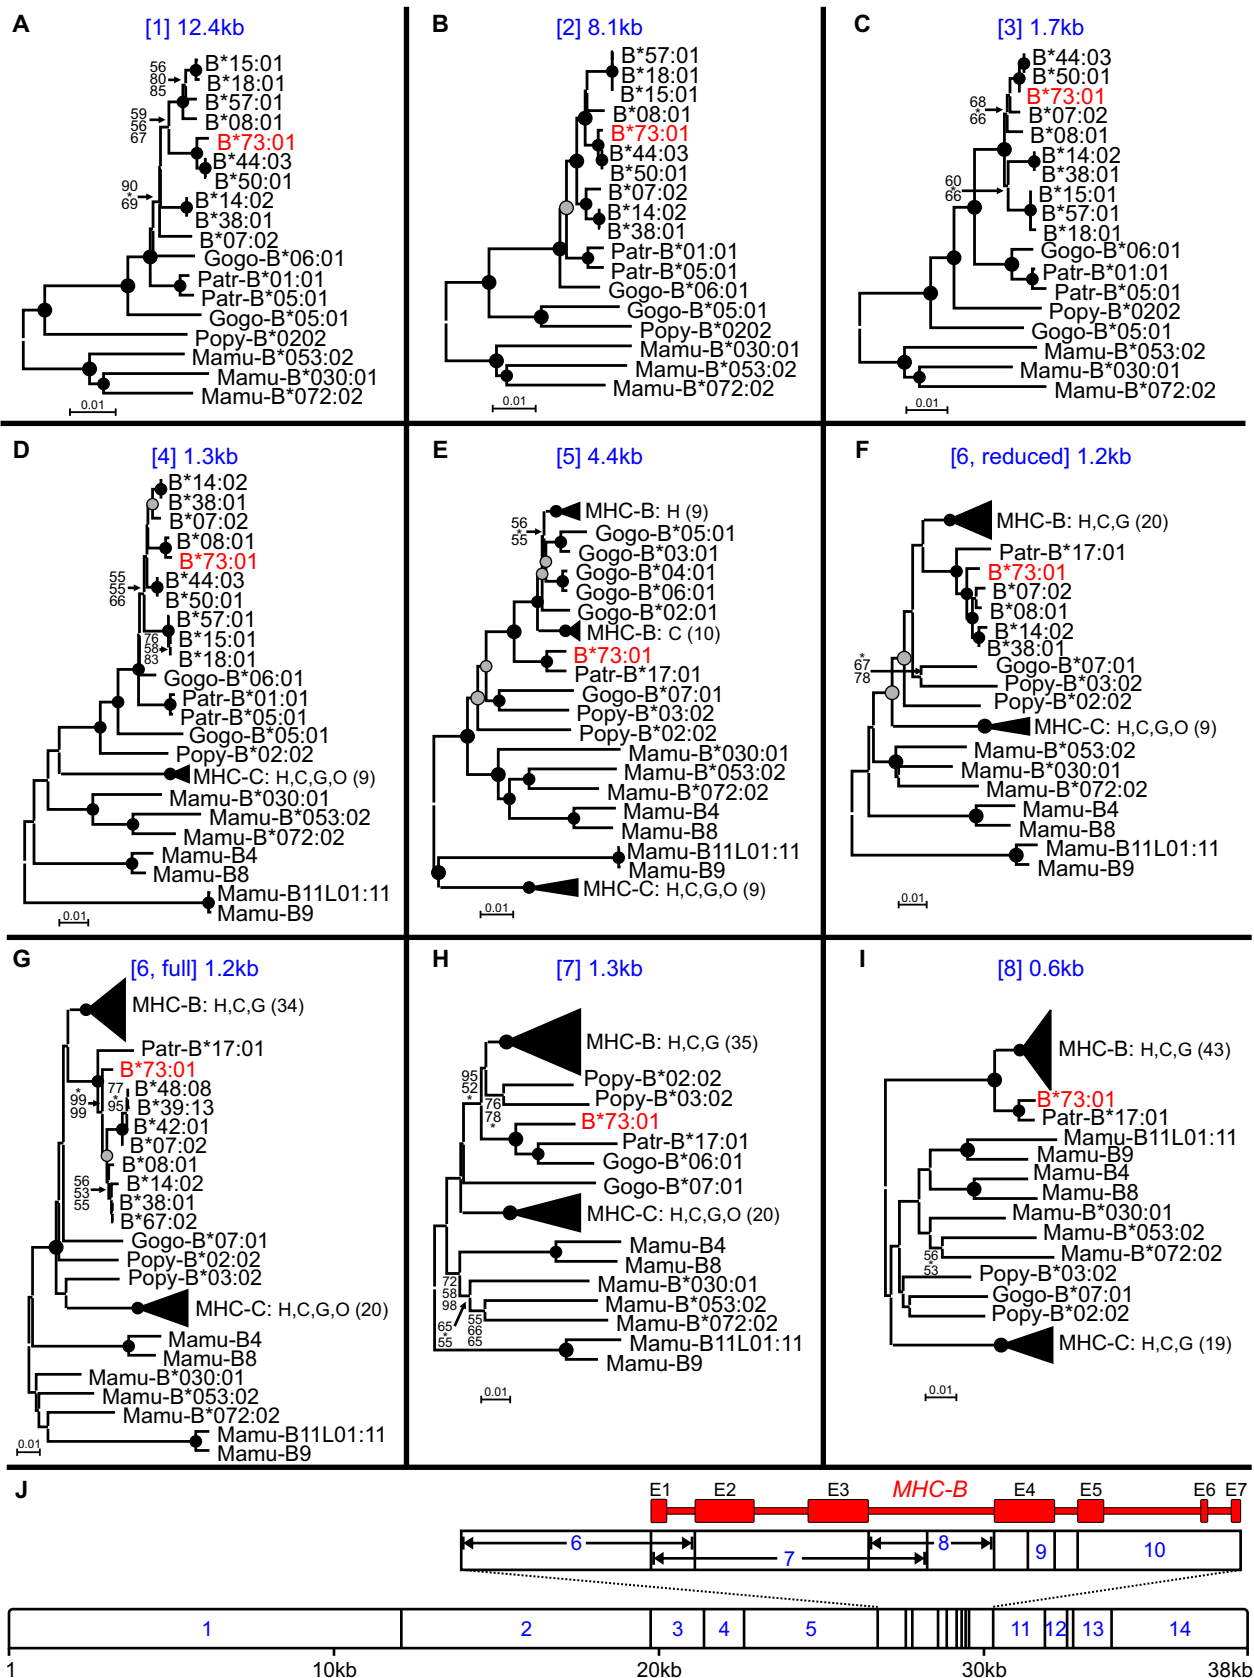 A
[1] 12.4kb
56
80
85
59
56
67
90
*
69
B*15:01
B*18:01
B*57:01
B*08:01
B*73:01
B*44:03
B*50:01
B*14:02
B*38:01
B*07:02
Gogo-B*06:01
Patr-B*01:01
Patr-B*05:01
Gogo-B*05:01
Popy-B*0202
Mamu-B*053:02
Mamu-B*030:01
Mamu-B*072:02
0.01
B
[2] 8.1kb
B*57:01
B*18:01
B*15:01
B*08:01
B*73:01
B*44:03
B*50:01
B*07:02
B*14:02
B*38:01
Patr-B*01:01
Patr-B*05:01
Gogo-B*06:01
Gogo-B*05:01
Popy-B*0202
Mamu-B*030:01
Mamu-B*053:02
Mamu-B*072:02
0.01
C
[3] 1.7kb
68
*
66
60
*
66
B*44:03
B*50:01
B*73:01
B*07:02
B*08:01
B*14:02
B*38:01
B*15:01
B*57:01
B*18:01
Gogo-B*06:01
Patr-B*01:01
Patr-B*05:01
Popy-B*0202
Gogo-B*05:01
Mamu-B*053:02
Mamu-B*030:01
Mamu-B*072:02
0.01
D
[4] 1.3kb
55
55
66
76
58
83
B*14:02
B*38:01
B*07:02
B*08:01
B*73:01
B*44:03
B*50:01
B*57:01
B*15:01
B*18:01
Gogo-B*06:01
Patr-B*01:01
Patr-B*05:01
Gogo-B*05:01
Popy-B*02:02
MHC-C: H,C,G,O (9)
Mamu-B*030:01
Mamu-B*053:02
Mamu-B*072:02
Mamu-B4
Mamu-B8
Mamu-B11L01:11
Mamu-B9
0.01
E
[5] 4.4kb
56
*
55
MHC-B: H (9)
Gogo-B*05:01
Gogo-B*03:01
Gogo-B*04:01
Gogo-B*06:01
Gogo-B*02:01
MHC-B: C (10)
B*73:01
Patr-B*17:01
Gogo-B*07:01
Popy-B*03:02
Popy-B*02:02
Mamu-B*030:01
Mamu-B*053:02
Mamu-B*072:02
Mamu-B4
Mamu-B8
Mamu-B11L01:11
Mamu-B9
MHC-C: H,C,G,O (9)
0.01
F
[6, reduced] 1.2kb
*
67
78
MHC-B: H,C,G (20)
Patr-B*17:01
B*73:01
B*07:02
B*08:01
B*14:02
B*38:01
Gogo-B*07:01
Popy-B*03:02
Popy-B*02:02
MHC-C: H,C,G,O (9)
Mamu-B*053:02
Mamu-B*030:01
Mamu-B*072:02
Mamu-B4
Mamu-B8
Mamu-B11L01:11
Mamu-B9
0.01
G
[6, full] 1.2kb
*
99
99
77
*
95
56
53
55
MHC-B: H,C,G (34)
Patr-B*17:01
B*73:01
B*48:08
B*39:13
B*42:01
B*07:02
B*08:01
B*14:02
B*38:01
B*67:02
Gogo-B*07:01
Popy-B*02:02
Popy-B*03:02
MHC-C: H,C,G,O (20)
Mamu-B4
Mamu-B8
Mamu-B*030:01
Mamu-B*053:02
Mamu-B*072:02
Mamu-B11L01:11
Mamu-B9
0.01
H
[7] 1.3kb
95
52
*
76
78
*
72
58
98
65
*
55
55
66
65
MHC-B: H,C,G (35)
Popy-B*02:02
Popy-B*03:02
B*73:01
Patr-B*17:01
Gogo-B*06:01
Gogo-B*07:01
MHC-C: H,C,G,O (20)
Mamu-B4
Mamu-B8
Mamu-B*030:01
Mamu-B*053:02
Mamu-B*072:02
Mamu-B11L01:11
Mamu-B9
0.01
I
[8] 0.6kb
56
*
53
MHC-B: H,C,G (43)
B*73:01
Patr-B*17:01
Mamu-B11L01:11
Mamu-B9
Mamu-B4
Mamu-B8
Mamu-B*030:01
Mamu-B*053:02
Mamu-B*072:02
Popy-B*03:02
Gogo-B*07:01
Popy-B*02:02
MHC-C: H,C,G (19)
0.01
J
E1 E2 E3 MHC-B E4 E5 E6 E7
6 7 8 9 10
1 2 3 4 5 11 12 13 14
1 10kb 20kb 30kb 38kb